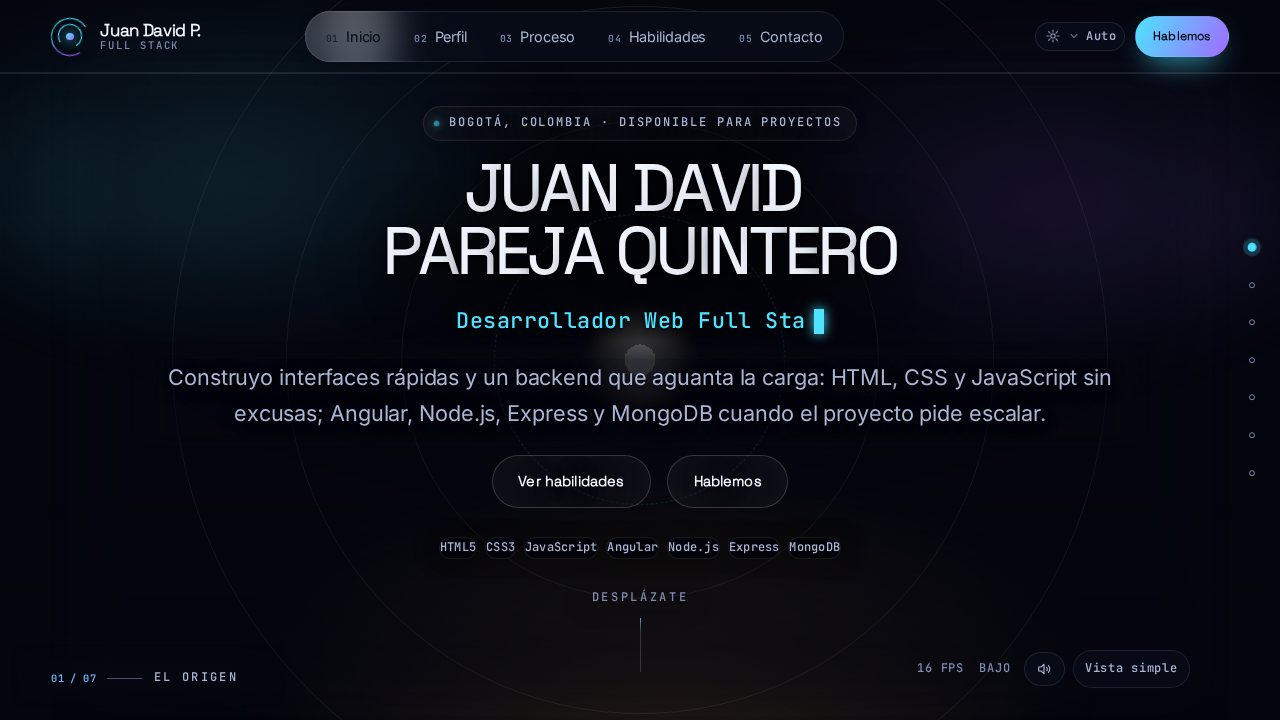 Juan David P.
FULL STACK
01 Inicio
02 Perfil
03 Proceso
04 Habilidades
05 Contacto
Auto
Hablemos
BOGOTÁ, COLOMBIA · DISPONIBLE PARA PROYECTOS
JUAN DAVID
PAREJA QUINTERO
Desarrollador Web Full Sta
Construyo interfaces rápidas y un backend que aguanta la carga: HTML, CSS y JavaScript sin
excusas; Angular, Node.js, Express y MongoDB cuando el proyecto pide escalar.
Ver habilidades
Hablemos
HTML5 CSS3 JavaScript Angular Node.js Express MongoDB
DESPLÁZATE
01 / 07 EL ORIGEN
16 FPS BAJO
Vista simple